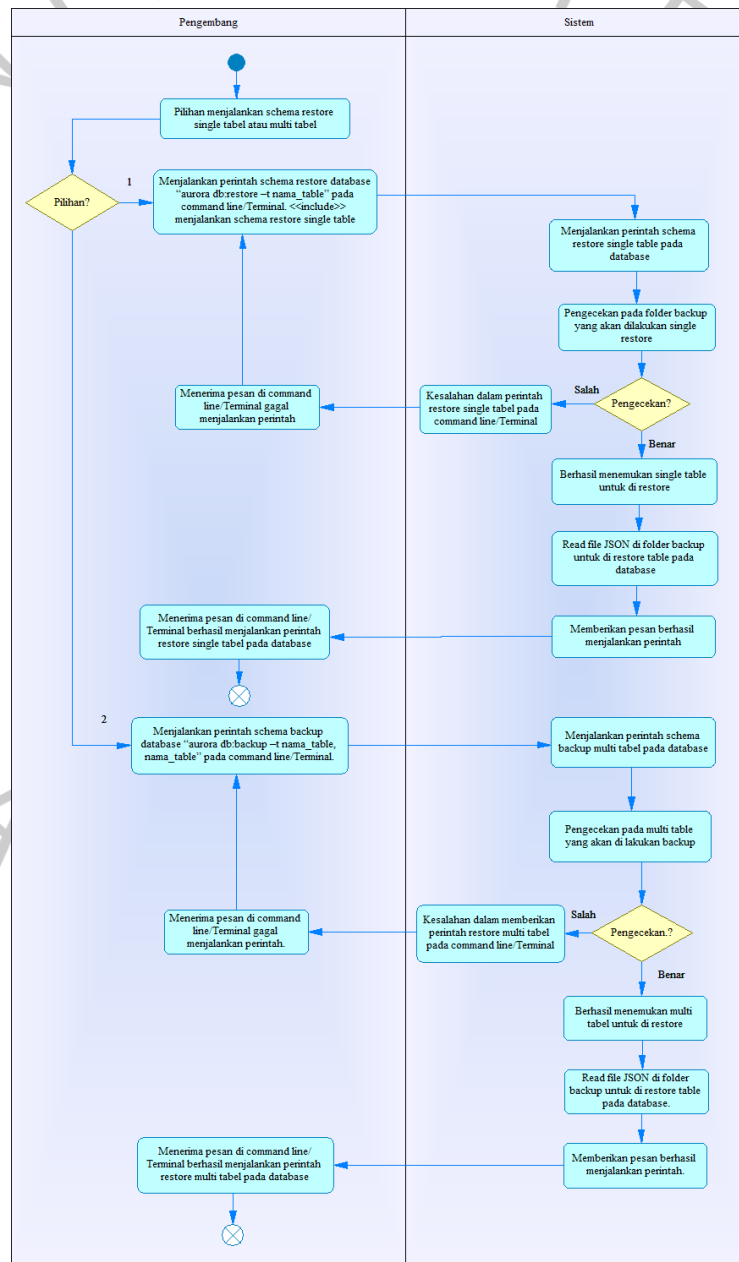 Pengembang
Sistem
Pilihan menjalankan schema restore
single tabel atau multi tabel
Pilihan?
1
Menjalankan perintah schema restore database
“aurora db:restore –t nama_table” pada
command line/Terminal. <<include>>
menjalankan schema restore single table
Menjalankan perintah schema
restore single table pada
database
Pengecekan pada folder backup
yang akan dilakukan single
restore
Pengecekan?
Salah
Kesalahan dalam perintah
restore single tabel pada
command line/Terminal
Menerima pesan di command
line/Terminal gagal
menjalankan perintah
Benar
Berhasil menemukan single table
untuk di restore
Read file JSON di folder backup
untuk di restore table pada
database
Memberikan pesan berhasil
menjalankan perintah
Menerima pesan di command line/
Terminal berhasil menjalankan perintah
restore single tabel pada database
2
Menjalankan perintah schema backup
database “aurora db:backup –t nama_table,
nama_table” pada command line/Terminal.
Menjalankan perintah schema
backup multi tabel pada database
Pengecekan pada multi table
yang akan di lakukan backup
Pengecekan.?
Salah
Kesalahan dalam memberikan
perintah restore multi tabel
pada command line/Terminal
Menerima pesan di command
line/Terminal gagal
menjalankan perintah.
Benar
Berhasil menemukan multi
tabel untuk di restore
Read file JSON di folder
backup untuk di restore table
pada database.
Memberikan pesan berhasil
menjalankan perintah.
Menerima pesan di command line/
Terminal berhasil menjalankan perintah
restore multi tabel pada database